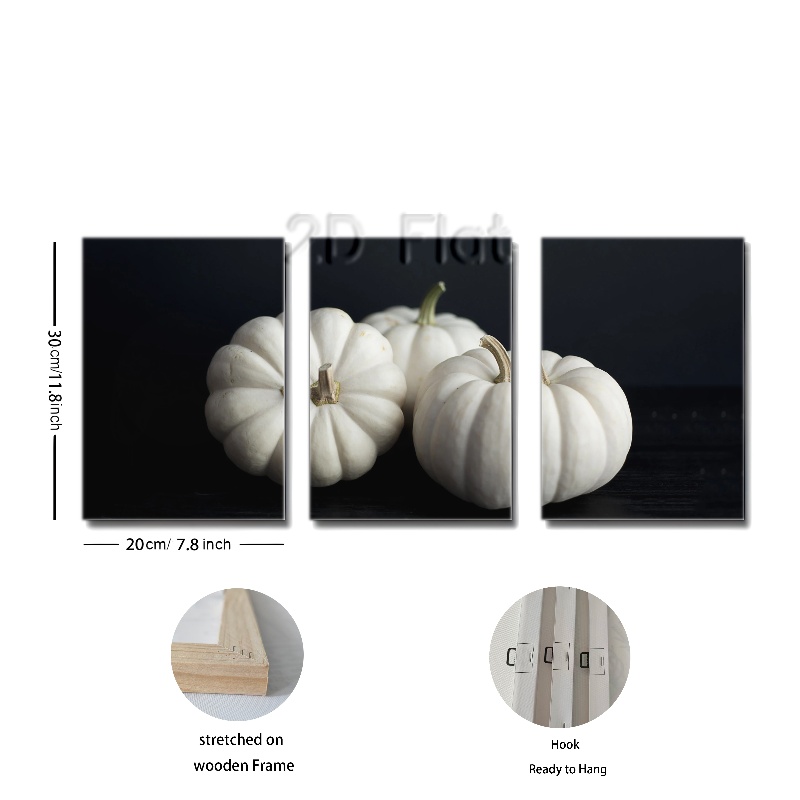 2D Flat
30cm/11.8inch
20cm/ 7.8 inch
stretched on
wooden Frame
Hook
Ready to Hang